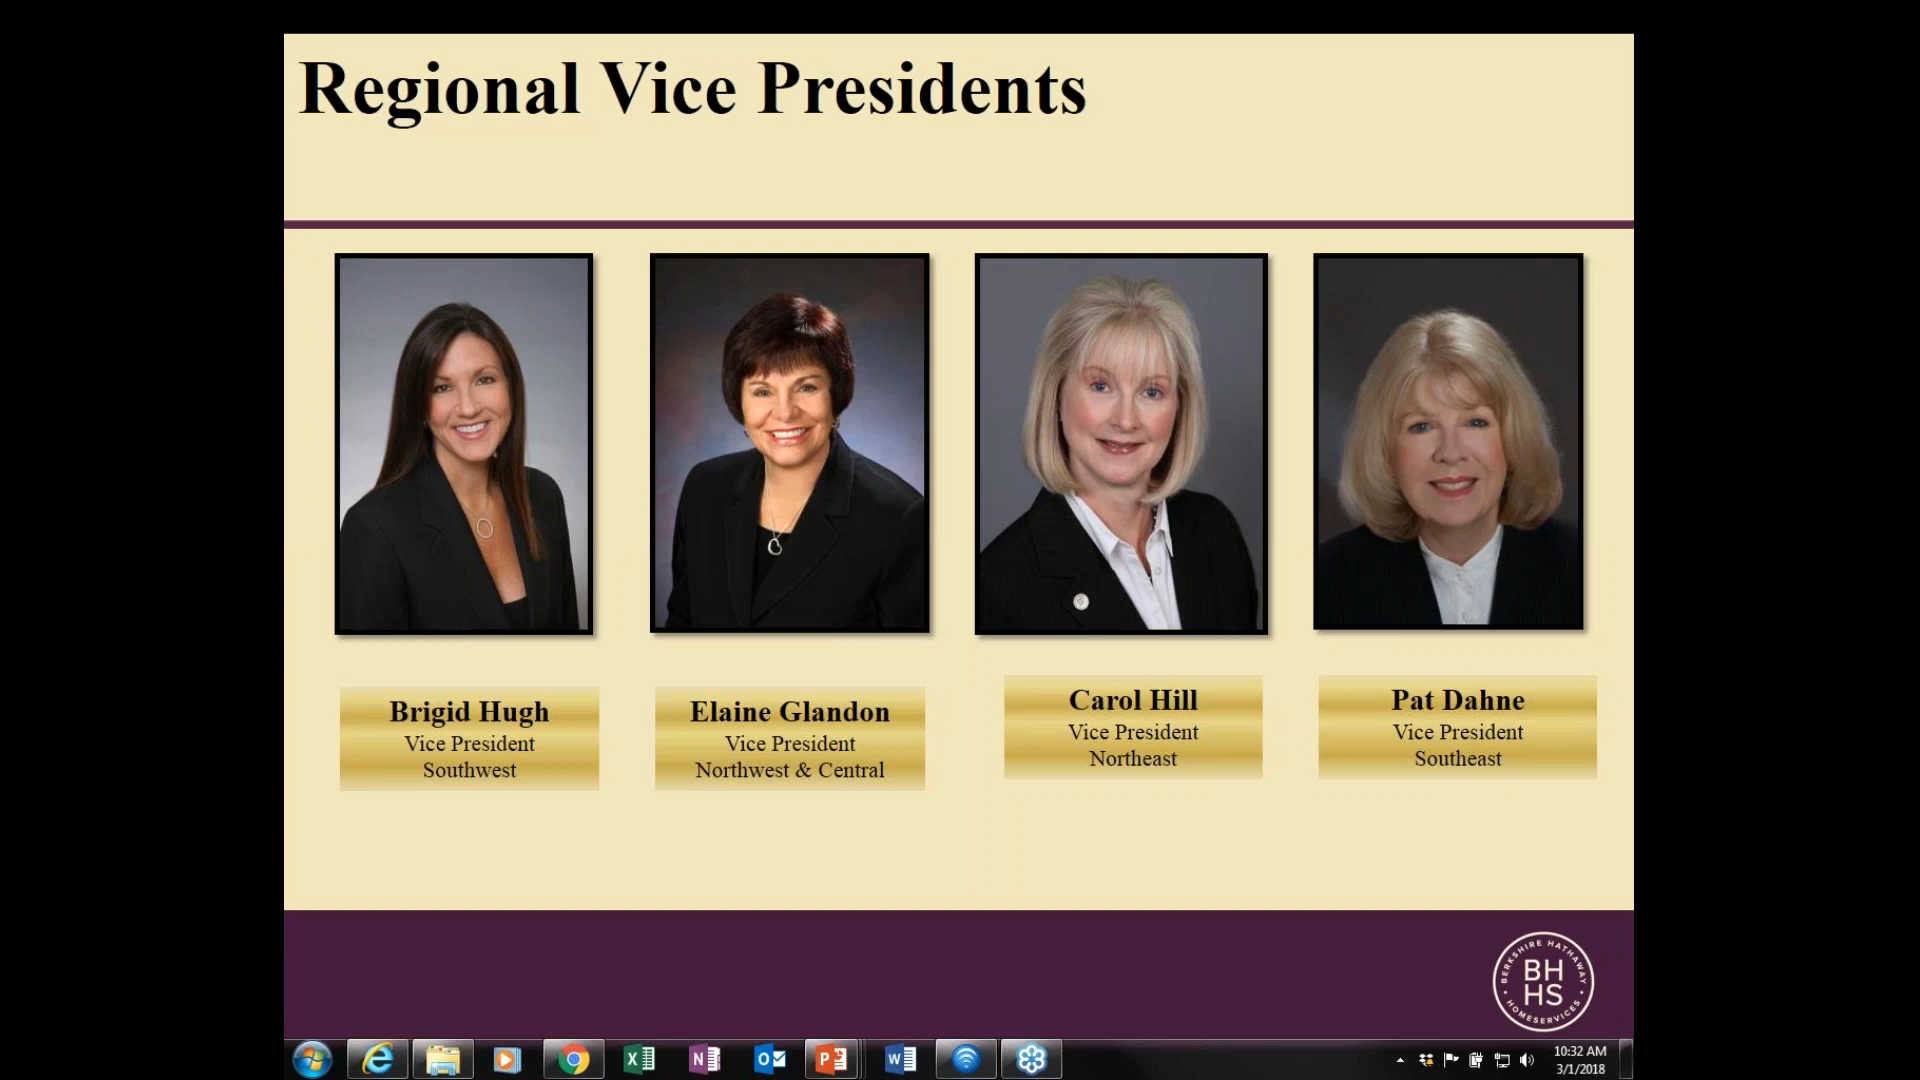 Regional Vice Presidents
Brigid Hugh
Vice President
Southwest
Elaine Glandon
Vice President
Northwest & Central
Carol Hill
Vice President
Northeast
Pat Dahne
Vice President
Southeast
BERKSHIRE HATHAWAY
BH
HS
HOMESERVICES
10:32 AM
3/1/2018